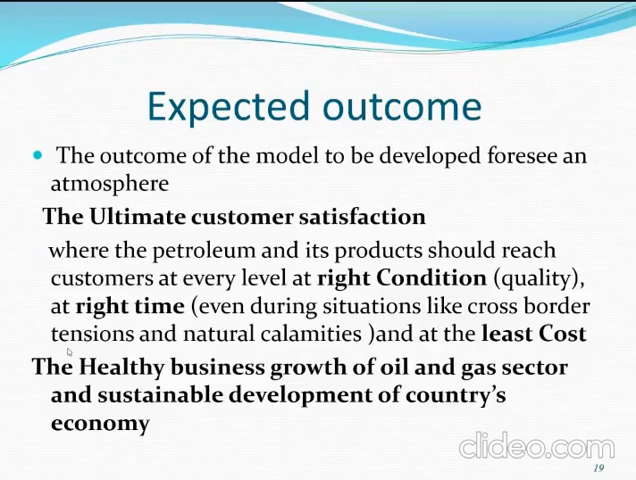 Expected outcome
• The outcome of the model to be developed foresee an
atmosphere
The Ultimate customer satisfaction
where the petroleum and its products should reach
customers at every level at right Condition (quality),
at right time (even during situations like cross border
tensions and natural calamities )and at the least Cost
The Healthy business growth of oil and gas sector
and sustainable development of country's
economy
clideo.com
19